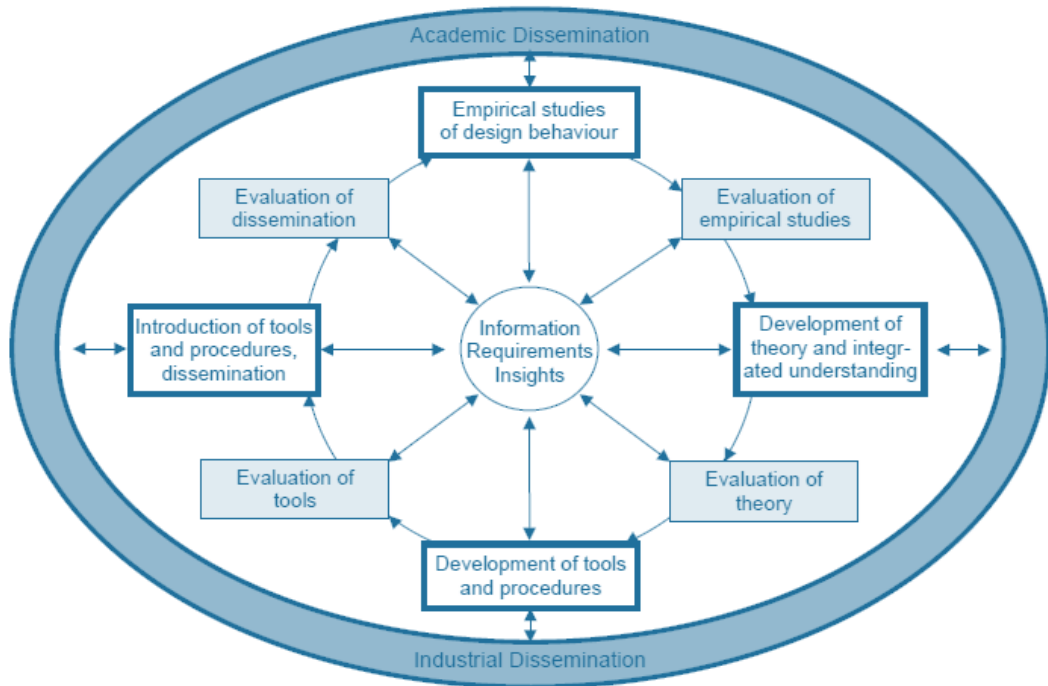 Academic Dissemination
Empirical studies
of design behaviour
Evaluation of
dissemination
Evaluation of
empirical studies
Introduction of tools
and procedures,
dissemination
Information
Requirements
Insights
Development of
theory and integr-
ated understanding
Evaluation of
tools
Evaluation of
theory
Development of tools
and procedures
Industrial Dissemination